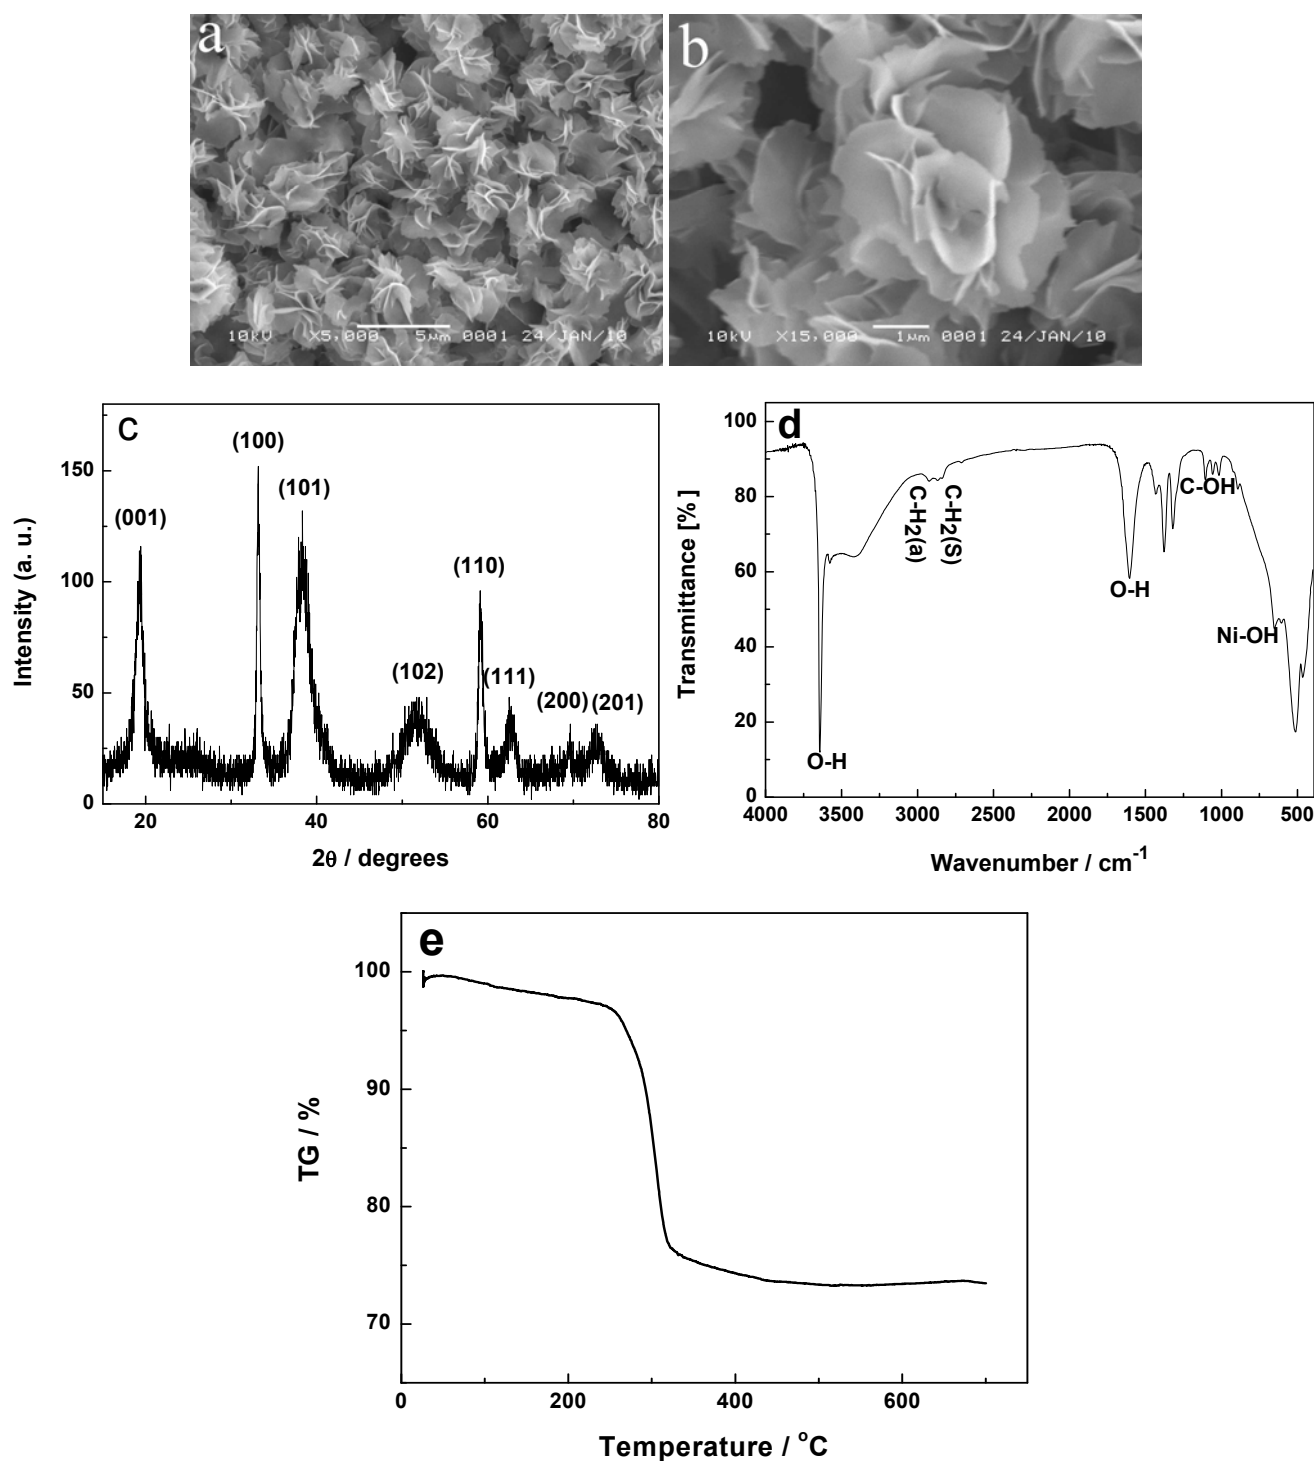 a
b
10kV X5,000 5μm 0001 24/JAN/10
10kV X15,000 1μm 0001 24/JAN/10
c
(001)
(100)
(101)
(102)
(110)
(111)
(200)
(201)
150
100
50
0
20 40 60 80
Intensity (a. u.)
2θ / degrees
d
100
80
60
40
20
0
4000 3500 3000 2500 2000 1500 1000 500
Transmittance [%]
Wavenumber / cm⁻¹
O-H
C-H₂(a)
C-H₂(S)
O-H
C-OH
Ni-OH
e
100
90
80
70
0 200 400 600
TG / %
Temperature / °C